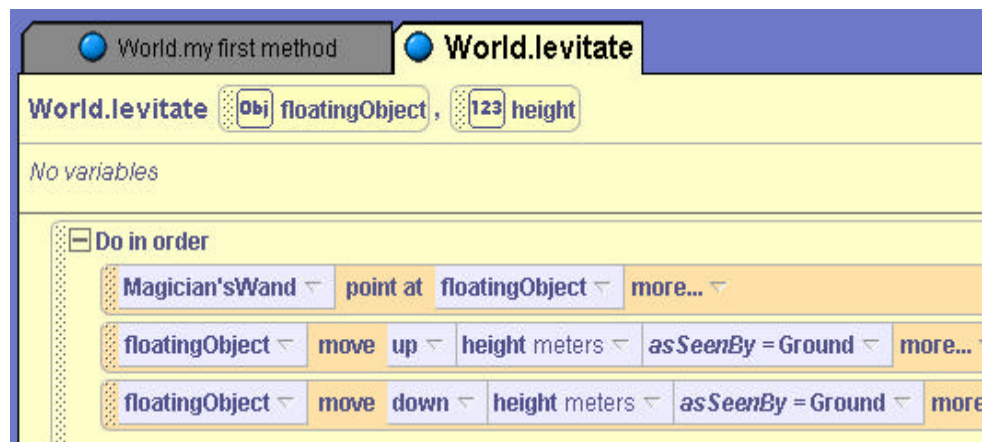 World.my first method World.levitate
World.levitate Obj floatingObject, 123 height
No variables
Do in order
Magician'sWand point at floatingObject more...
floatingObject move up height meters asSeenBy = Ground more...
floatingObject move down height meters asSeenBy = Ground more